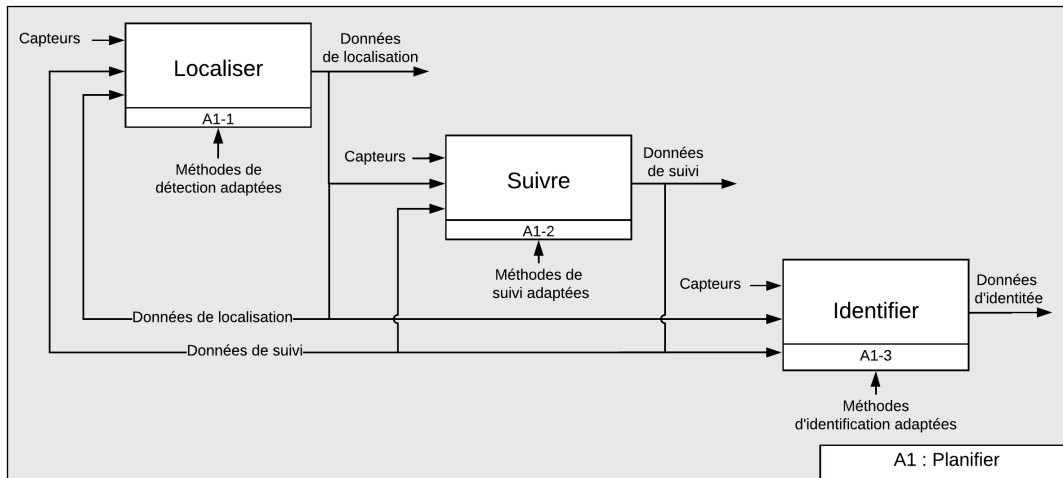 Capteurs
Localiser
A1-1
Méthodes de
détection adaptées
Données
de localisation
Capteurs
Suivre
A1-2
Méthodes de
suivi adaptées
Données
de suivi
Capteurs
Identifier
A1-3
Méthodes
d'identification adaptées
Données
d'identitée
Données de localisation
Données de suivi
A1 : Planifier